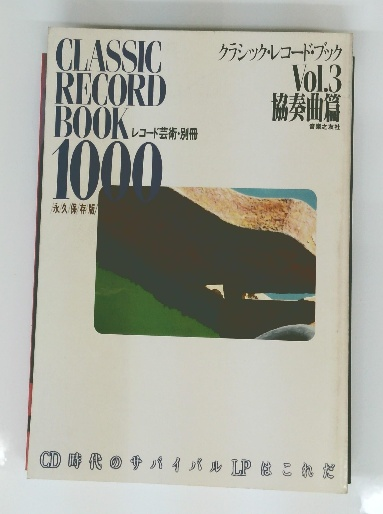 CLASSIC
RECORD
BOOK
レコード芸術・別冊
1000
永久保存版
クラシック・レコード・ブック
VoL.3
協奏曲篇
音楽之友社
CD時代のサバイバルLPはこれだ